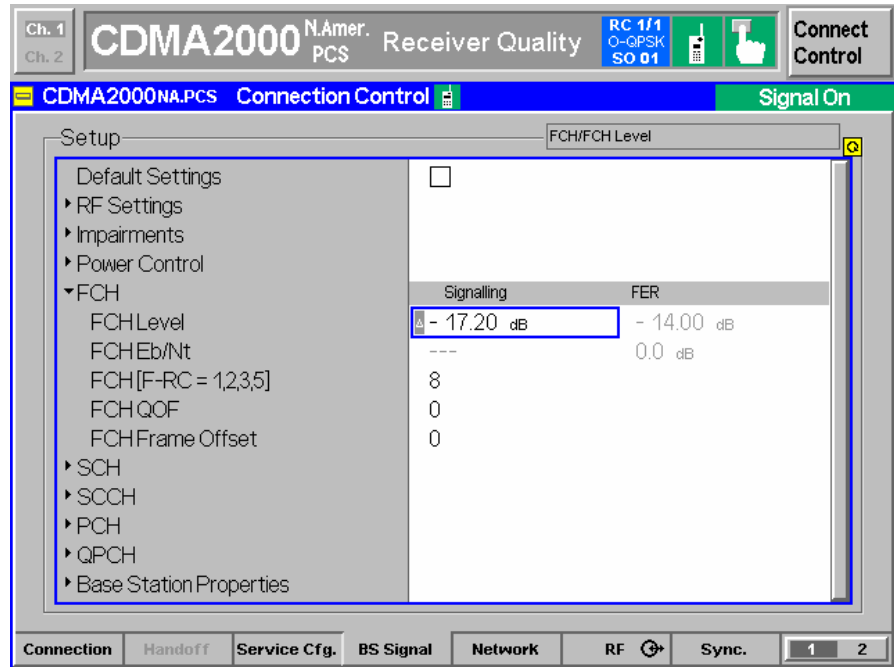 Ch. 1
Ch. 2
CDMA2000 N.Amer. PCS Receiver Quality
RC 1/1
O-QPSK
SO 01
Connect Control
CDMA2000 NA.PCS Connection Control
Signal On
Setup
FCH/FCH Level
Default Settings
RF Settings
Impairments
Power Control
FCH Signalling FER
FCH Level - 17.20 dB - 14.00 dB
FCH Eb/Nt --- 0.0 dB
FCH [F-RC = 1,2,3,5] 8
FCH QOF 0
FCH Frame Offset 0
SCH
SCCH
PCH
QPCH
Base Station Properties
Connection Handoff Service Cfg. BS Signal Network RF Sync. 1 2